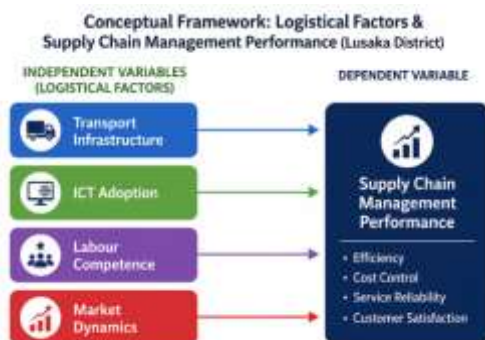 Conceptual Framework: Logistical Factors &
Supply Chain Management Performance (Lusaka District)
INDEPENDENT VARIABLES
(LOGISTICAL FACTORS)
DEPENDENT VARIABLE
Transport
Infrastructure
ICT Adoption
Labour
Competence
Market
Dynamics
Supply Chain
Management
Performance
• Efficiency
• Cost Control
• Service Reliability
• Customer Satisfaction